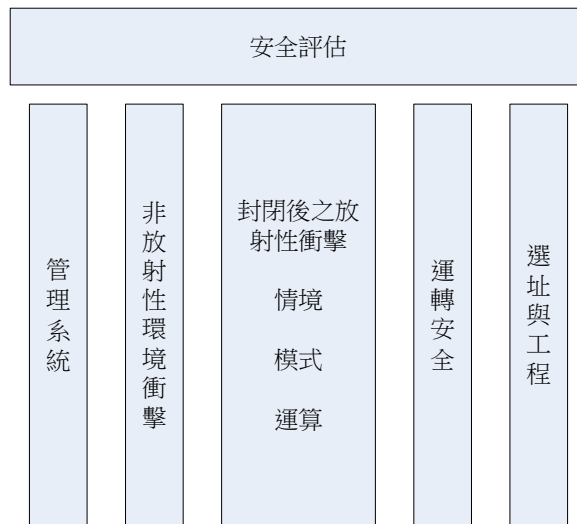 安全評估
管理系統
非放射性環境衝擊
封閉後之放
射性衝擊
情境
模式
運算
運轉安全
選址與工程